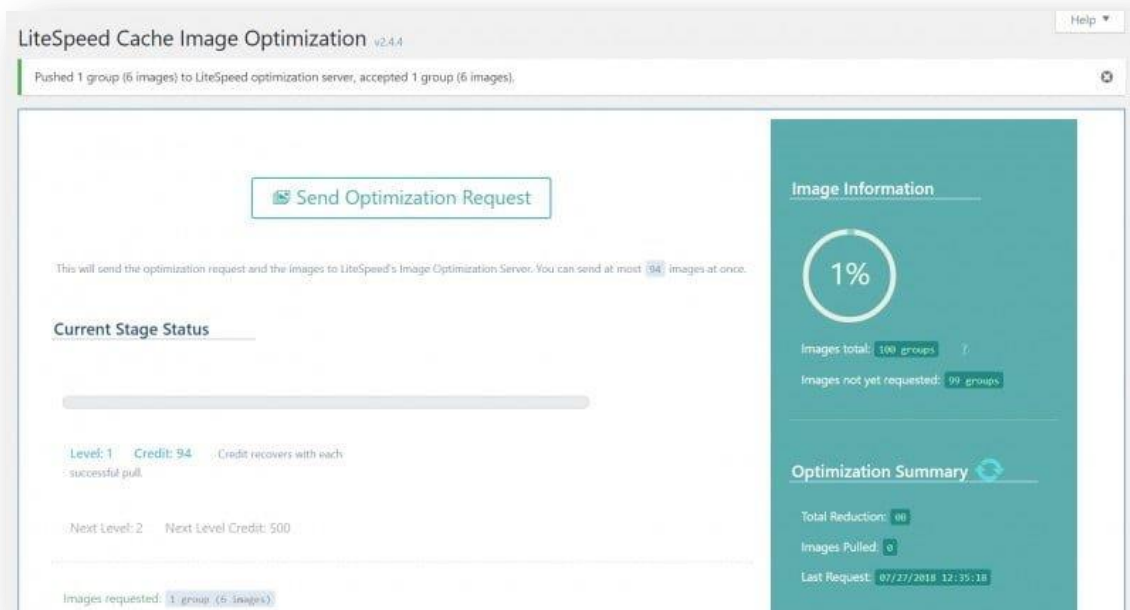 Help ▼
LiteSpeed Cache Image Optimization v2.4.4
Pushed 1 group (6 images) to LiteSpeed optimization server, accepted 1 group (6 images).
Send Optimization Request
This will send the optimization request and the images to LiteSpeed's Image Optimization Server. You can send at most 94 images at once.
Current Stage Status
Level: 1 Credit: 94 Credit recovers with each
successful pull.
Next Level: 2 Next Level Credit: 500
Images requested: 1 group (6 images)
Image Information
1%
Images total: 100 groups ?
Images not yet requested: 99 groups
Optimization Summary
Total Reduction: 0B
Images Pulled: 0
Last Request: 07/27/2018 12:35:18